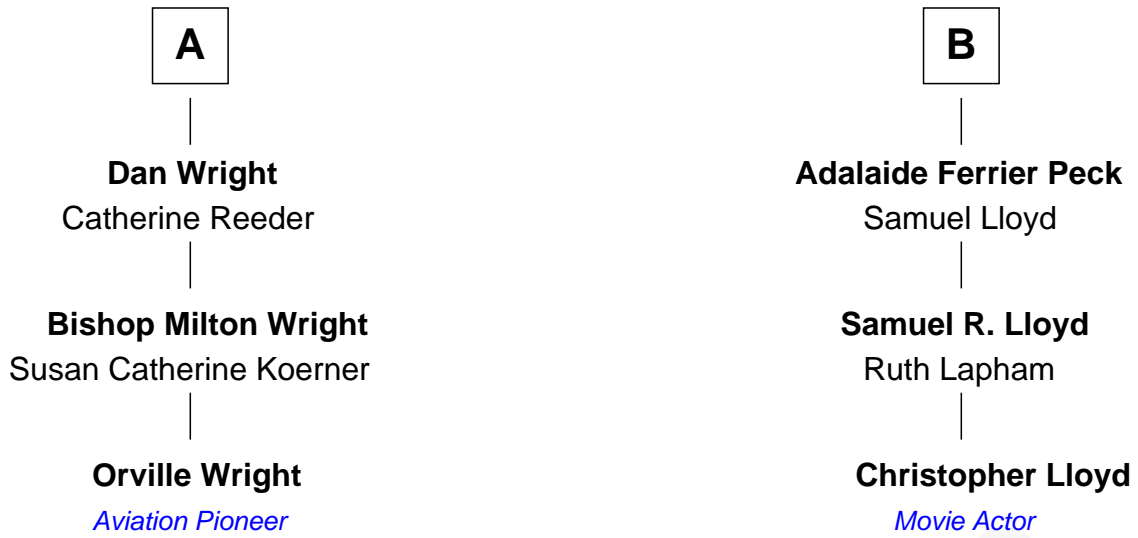 A
Dan Wright
Catherine Reeder
Bishop Milton Wright
Susan Catherine Koerner
Orville Wright
Aviation Pioneer
B
Adalaide Ferrier Peck
Samuel Lloyd
Samuel R. Lloyd
Ruth Lapham
Christopher Lloyd
Movie Actor